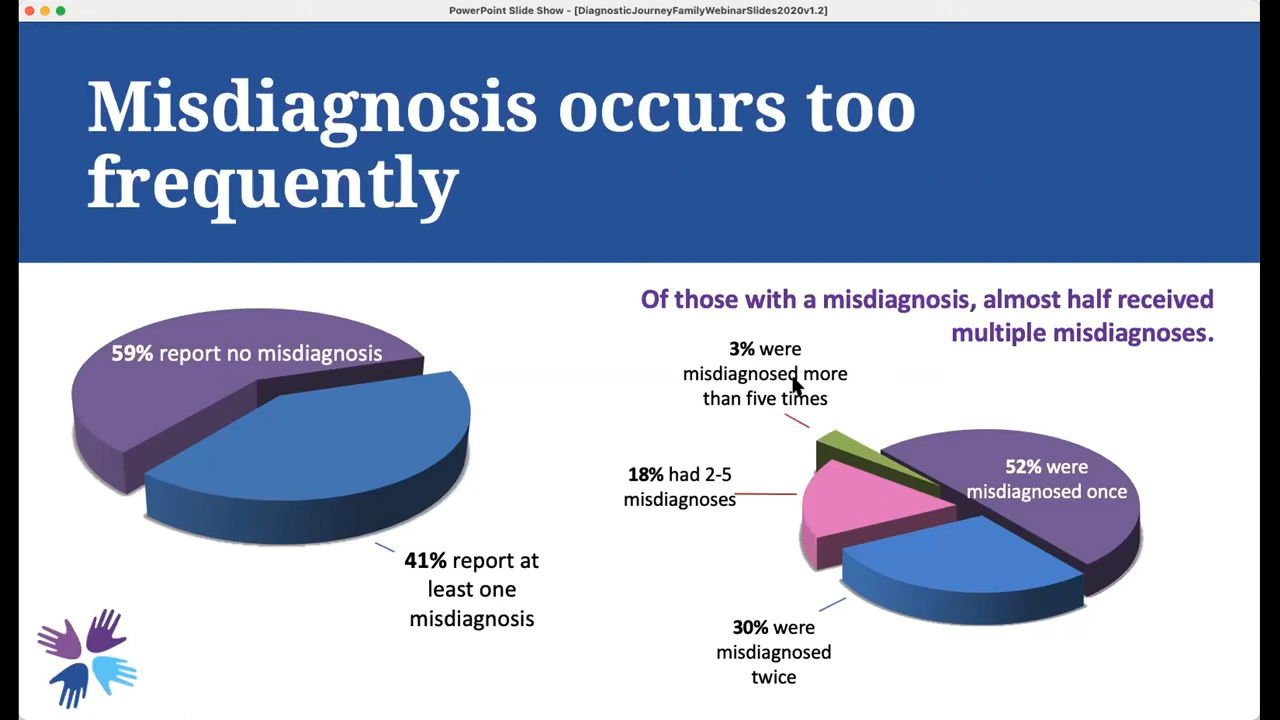 PowerPoint Slide Show - [DiagnosticJourneyFamilyWebinarSlides2020v1.2]
Misdiagnosis occurs too
frequently
59% report no misdiagnosis
41% report at
least one
misdiagnosis
Of those with a misdiagnosis, almost half received
multiple misdiagnoses.
3% were
misdiagnosed more
than five times
18% had 2-5
misdiagnoses
52% were
misdiagnosed once
30% were
misdiagnosed
twice